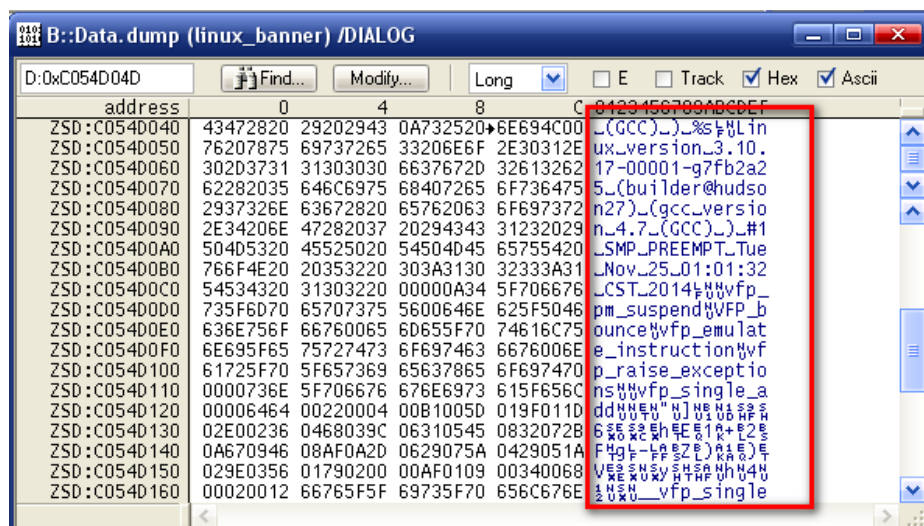 B::Data.dump (linux_banner) /DIALOG
D:0xC054D04D Find... Modify... Long E Track Hex Ascii
address 0 4 8 C 0123456789ABCDEF
ZSD:C054D040 43472820 29202943 0A732520 6E694C00 _(GCC)_)_%s Lin
ZSD:C054D050 76207875 69737265 33206E6F 2E30312E ux_version_3.10.
ZSD:C054D060 302D3731 31303030 6637672D 32613262 17-00001-g7fb2a2
ZSD:C054D070 62282035 646C6975 68407265 6F736475 5_(builder@hudso
ZSD:C054D080 2937326E 63672820 65762063 6F697372 n27)_(gcc_versio
ZSD:C054D090 2E34206E 47282037 20294343 31232029 n_4.7_(GCC)_)_#1
ZSD:C054D0A0 504D5320 45525020 54504D45 65755420 _SMP_PREEMPT_Tue
ZSD:C054D0B0 766F4E20 20353220 303A3130 32333A31 _Nov_25_01:01:32
ZSD:C054D0C0 54534320 31303220 00000A34 5F706676 _CST_2014 vfp_
ZSD:C054D0D0 735F6D70 65707375 5600646E 625F5046 pm_suspend VFP_b
ZSD:C054D0E0 636E756F 66760065 6D655F70 74616C75 ounce vfp_emulat
ZSD:C054D0F0 6E695F65 75727473 6F697463 6676006E e_instruction vf
ZSD:C054D100 61725F70 5F657369 65637865 6F697470 p_raise_exceptio
ZSD:C054D110 0000736E 5F706676 676E6973 615F656C ns vfp_single_a
ZSD:C054D120 00006464 00220004 00B1005D 019F011D dd
ZSD:C054D130 02E00236 0468039C 06310545 0832072B
ZSD:C054D140 0A670946 08AF0A2D 0629075A 0429051A
ZSD:C054D150 029E0356 01790200 00AF0109 00340068
ZSD:C054D160 00020012 66765F5F 69735F70 656C676E __vfp_single